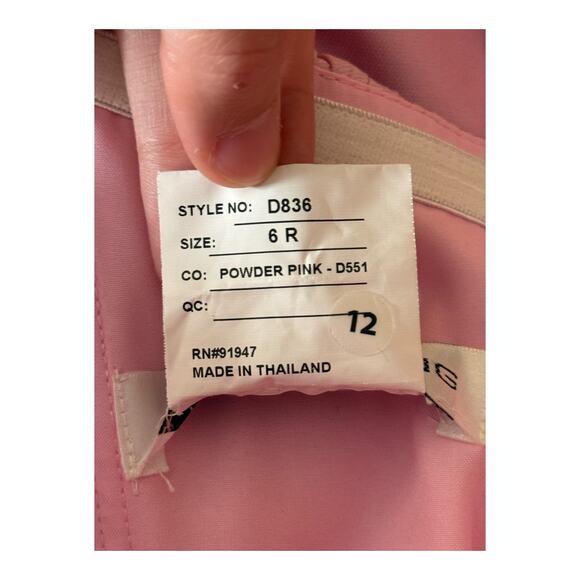 STYLE NO: D836
SIZE: 6 R
CO: POWDER PINK - D551
QC:
12
RN#91947
MADE IN THAILAND